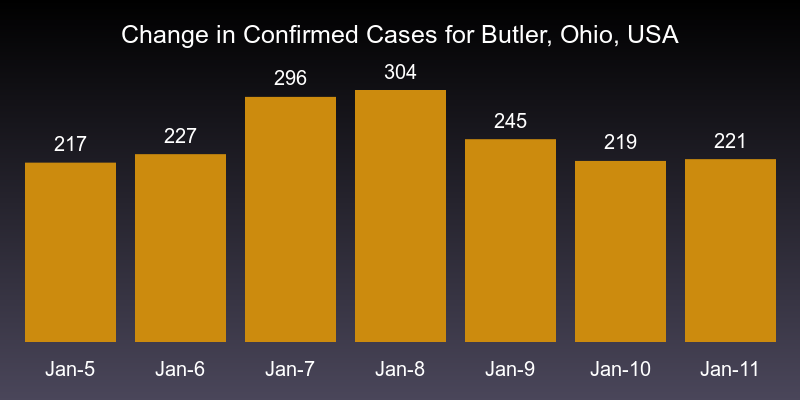 Change in Confirmed Cases for Butler, Ohio, USA
217 227 296 304 245 219 221
Jan-5 Jan-6 Jan-7 Jan-8 Jan-9 Jan-10 Jan-11